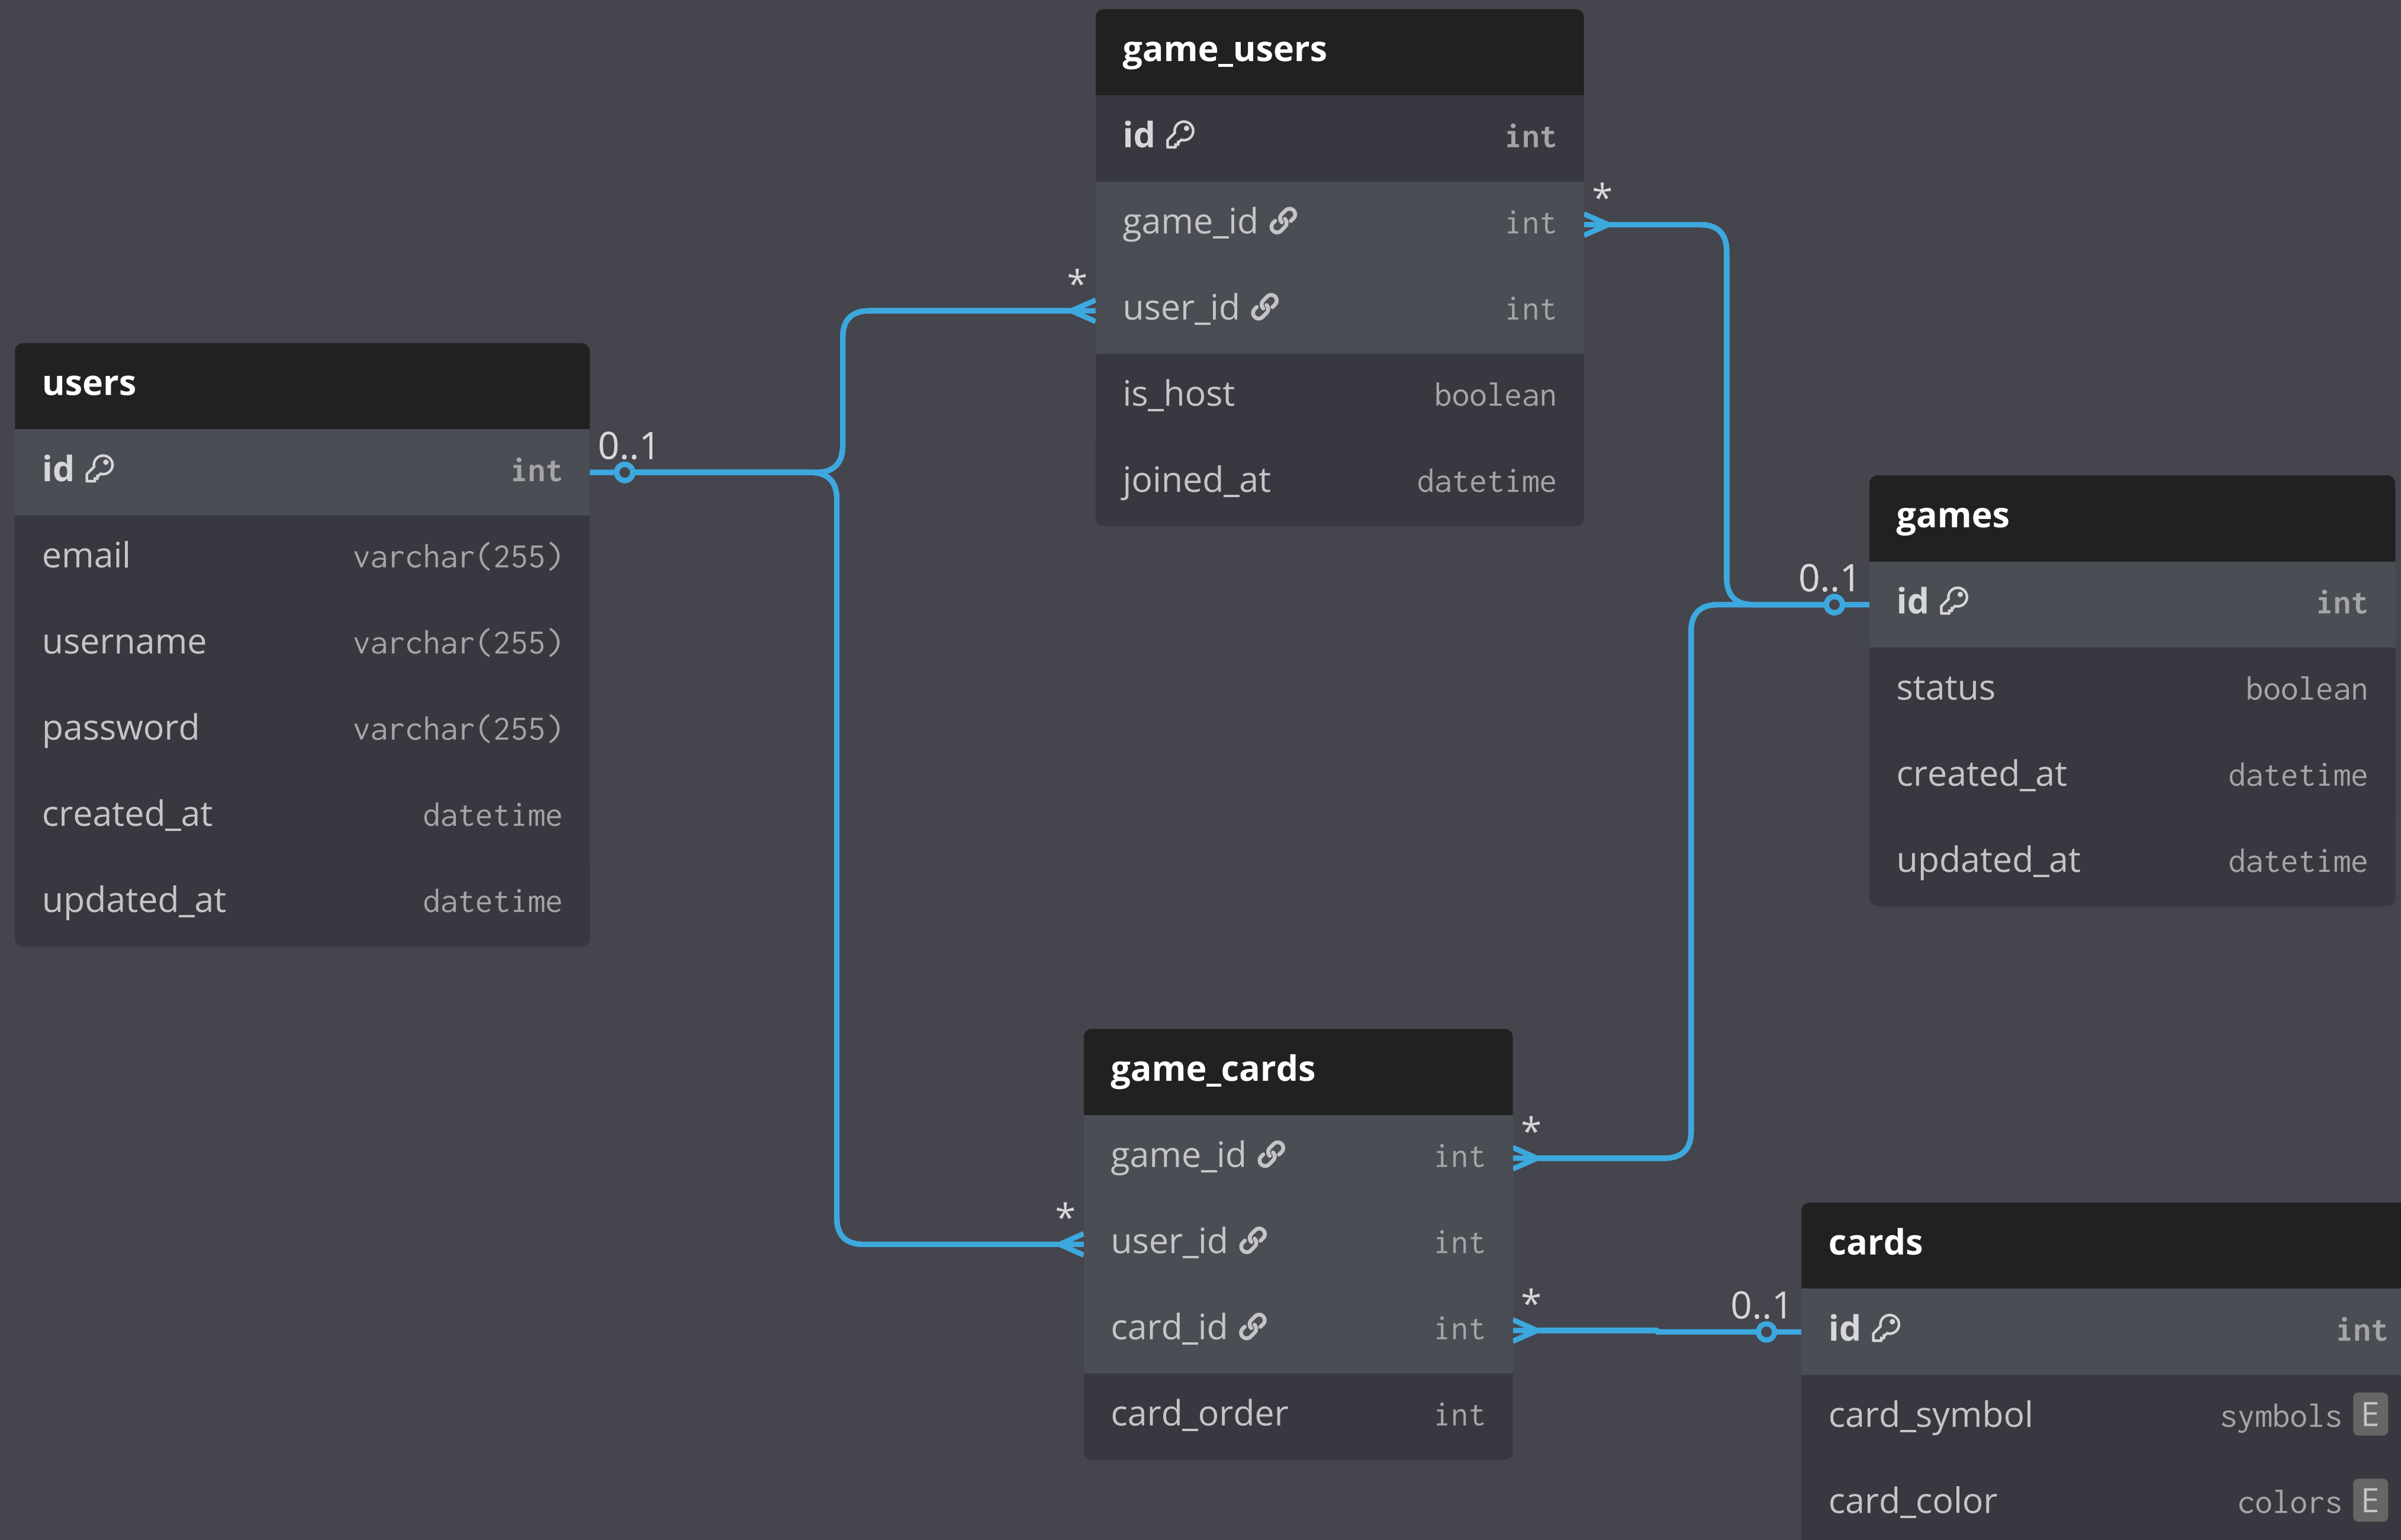 game_users
id int
game_id int
user_id int
is_host boolean
joined_at datetime
*
*
users
id int
email varchar(255)
username varchar(255)
password varchar(255)
created_at datetime
updated_at datetime
0..1
games
id int
status boolean
created_at datetime
updated_at datetime
0..1
game_cards
game_id int
user_id int
card_id int
card_order int
*
*
*
0..1
cards
id int
card_symbol symbols E
card_color colors E